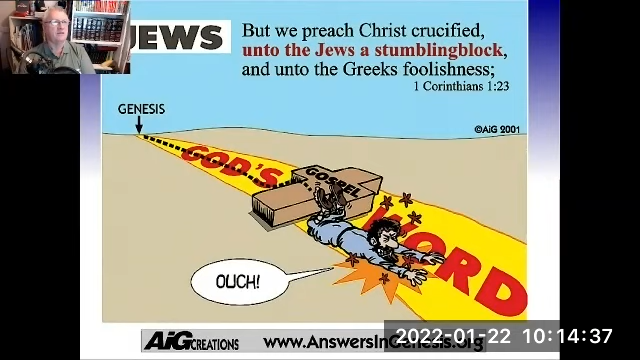 JEWS
But we preach Christ crucified,
unto the Jews a stumblingblock,
and unto the Greeks foolishness;
1 Corinthians 1:23
GENESIS
©AiG 2001
GOD'S
GOSPEL
WORD
OUCH!
AiG CREATIONS www.AnswersInGenesis.org
2022-01-22 10:14:37